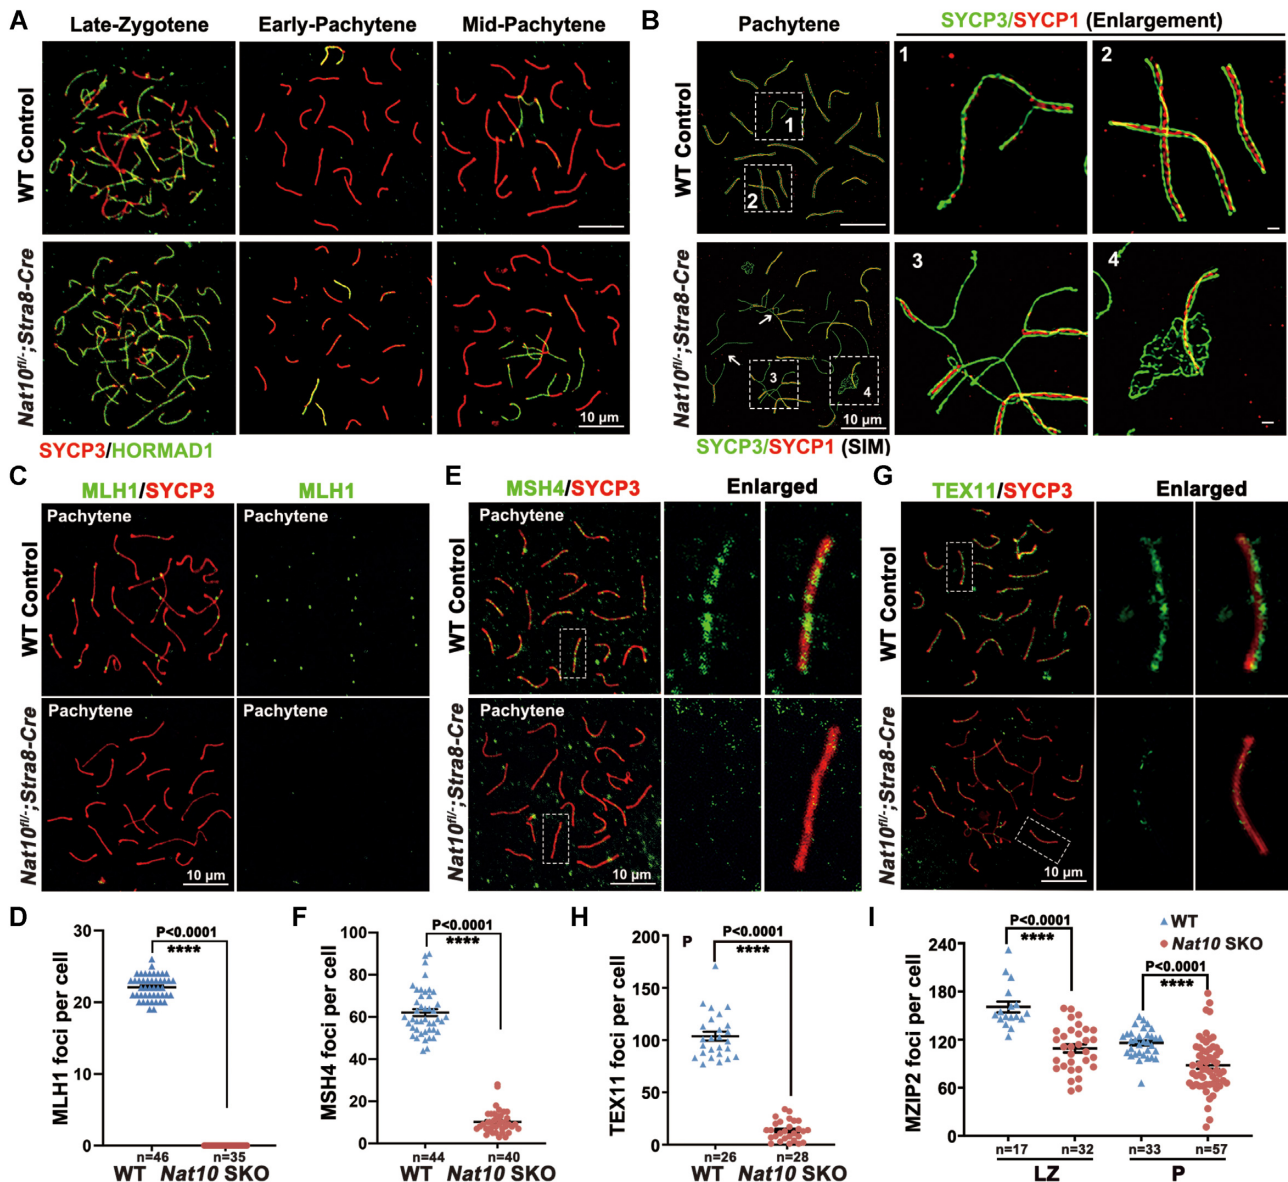 A
Late-Zygotene
Early-Pachytene
Mid-Pachytene
WT Control
Nat10fl/-;Stra8-Cre
10 µm
SYCP3/HORMAD1
B
Pachytene
SYCP3/SYCP1 (Enlargement)
WT Control
1
2
1
2
Nat10fl/-;Stra8-Cre
3
4
3
4
10 µm
SYCP3/SYCP1 (SIM)
C
MLH1/SYCP3
MLH1
WT Control
Pachytene
Pachytene
Nat10fl/-;Stra8-Cre
Pachytene
Pachytene
10 µm
E
MSH4/SYCP3
Enlarged
WT Control
Pachytene
Nat10fl/-;Stra8-Cre
Pachytene
10 µm
G
TEX11/SYCP3
Enlarged
WT Control
Nat10fl/-;Stra8-Cre
10 µm
D
MLH1 foci per cell
30
20
10
0
P<0.0001
****
n=46
n=35
WT
Nat10 SKO
F
MSH4 foci per cell
100
80
60
40
20
0
P<0.0001
****
n=44
n=40
WT
Nat10 SKO
H
TEX11 foci per cell
200
150
100
50
0
P
P<0.0001
****
n=26
n=28
WT
Nat10 SKO
I
MZIP2 foci per cell
240
180
120
60
0
P<0.0001
****
P<0.0001
****
WT
Nat10 SKO
n=17
n=32
n=33
n=57
LZ
P